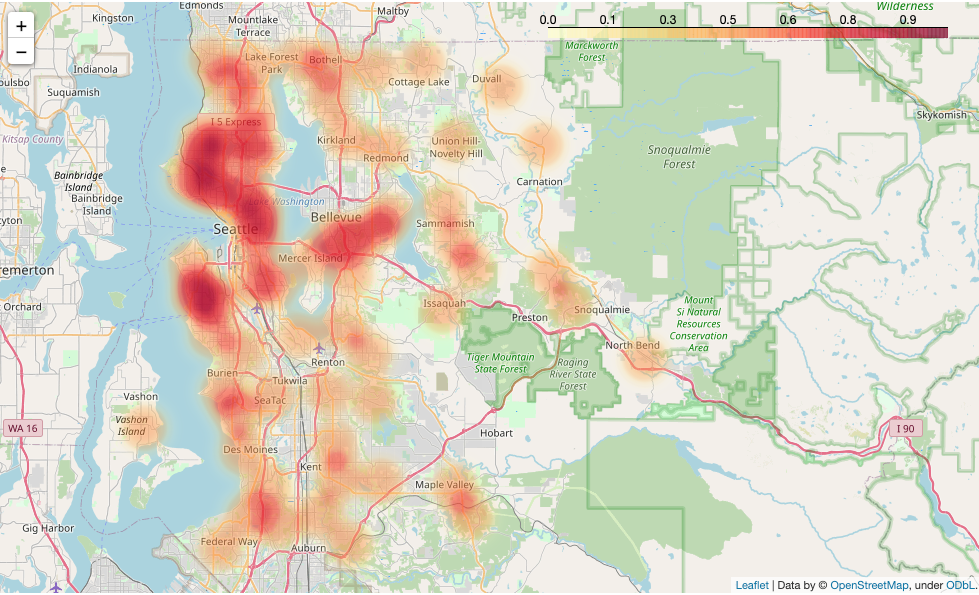 Edmonds
Maltby
Wilderness
Kingston
Mountlake
Terrace
0.0 0.1 0.3 0.5 0.6 0.8 0.9
+
−
Marckworth
Forest
Lake Forest
Park
Bothell
Indianola
Cottage Lake
Duvall
oulsbo
Suquamish
Skykomish
I 5 Express
Kitsap County
Kirkland
Union Hill-
Novelty Hill
Redmond
Snoqualmie
Forest
Bainbridge
Island
Carnation
Bainbridge
Island
Lake Washington
Bellevue
yton
Seattle
Sammamish
Mercer Island
remerton
Orchard
Issaquah
Snoqualmie
Preston
Mount
Si Natural
Resources
Conservation
Area
North Bend
Renton
Tiger Mountain
State Forest
Raging
River State
Forest
Burien
Tukwila
Vashon
SeaTac
Vashon
Island
WA 16
Hobart
I 90
Des Moines
Kent
Maple Valley
Gig Harbor
Federal Way
Auburn
Leaflet | Data by © OpenStreetMap, under ODbL.